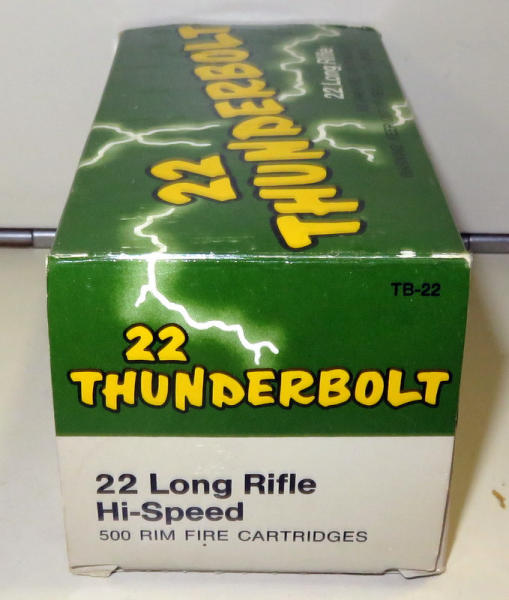 22
THUNDERBOLT
22 Long Rifle
TB-22
22
THUNDERBOLT
22 Long Rifle
Hi-Speed
500 RIM FIRE CARTRIDGES